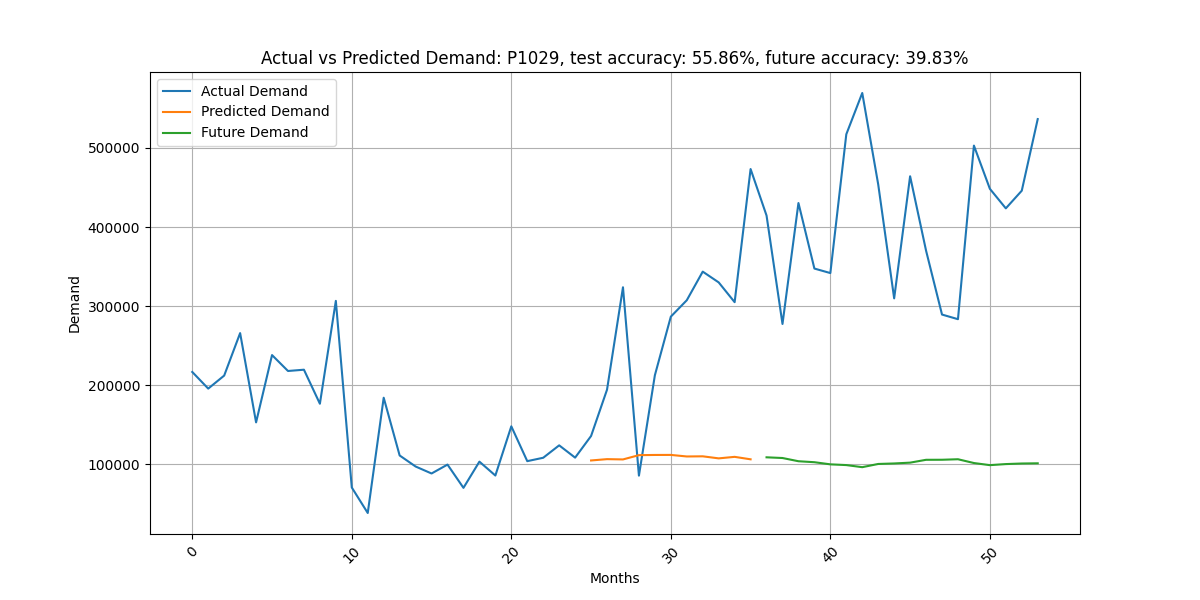 Actual vs Predicted Demand: P1029, test accuracy: 55.86%, future accuracy: 39.83%
Actual Demand
Predicted Demand
Future Demand
500000
400000
300000
200000
100000
Demand
0 10 20 30 40 50
Months